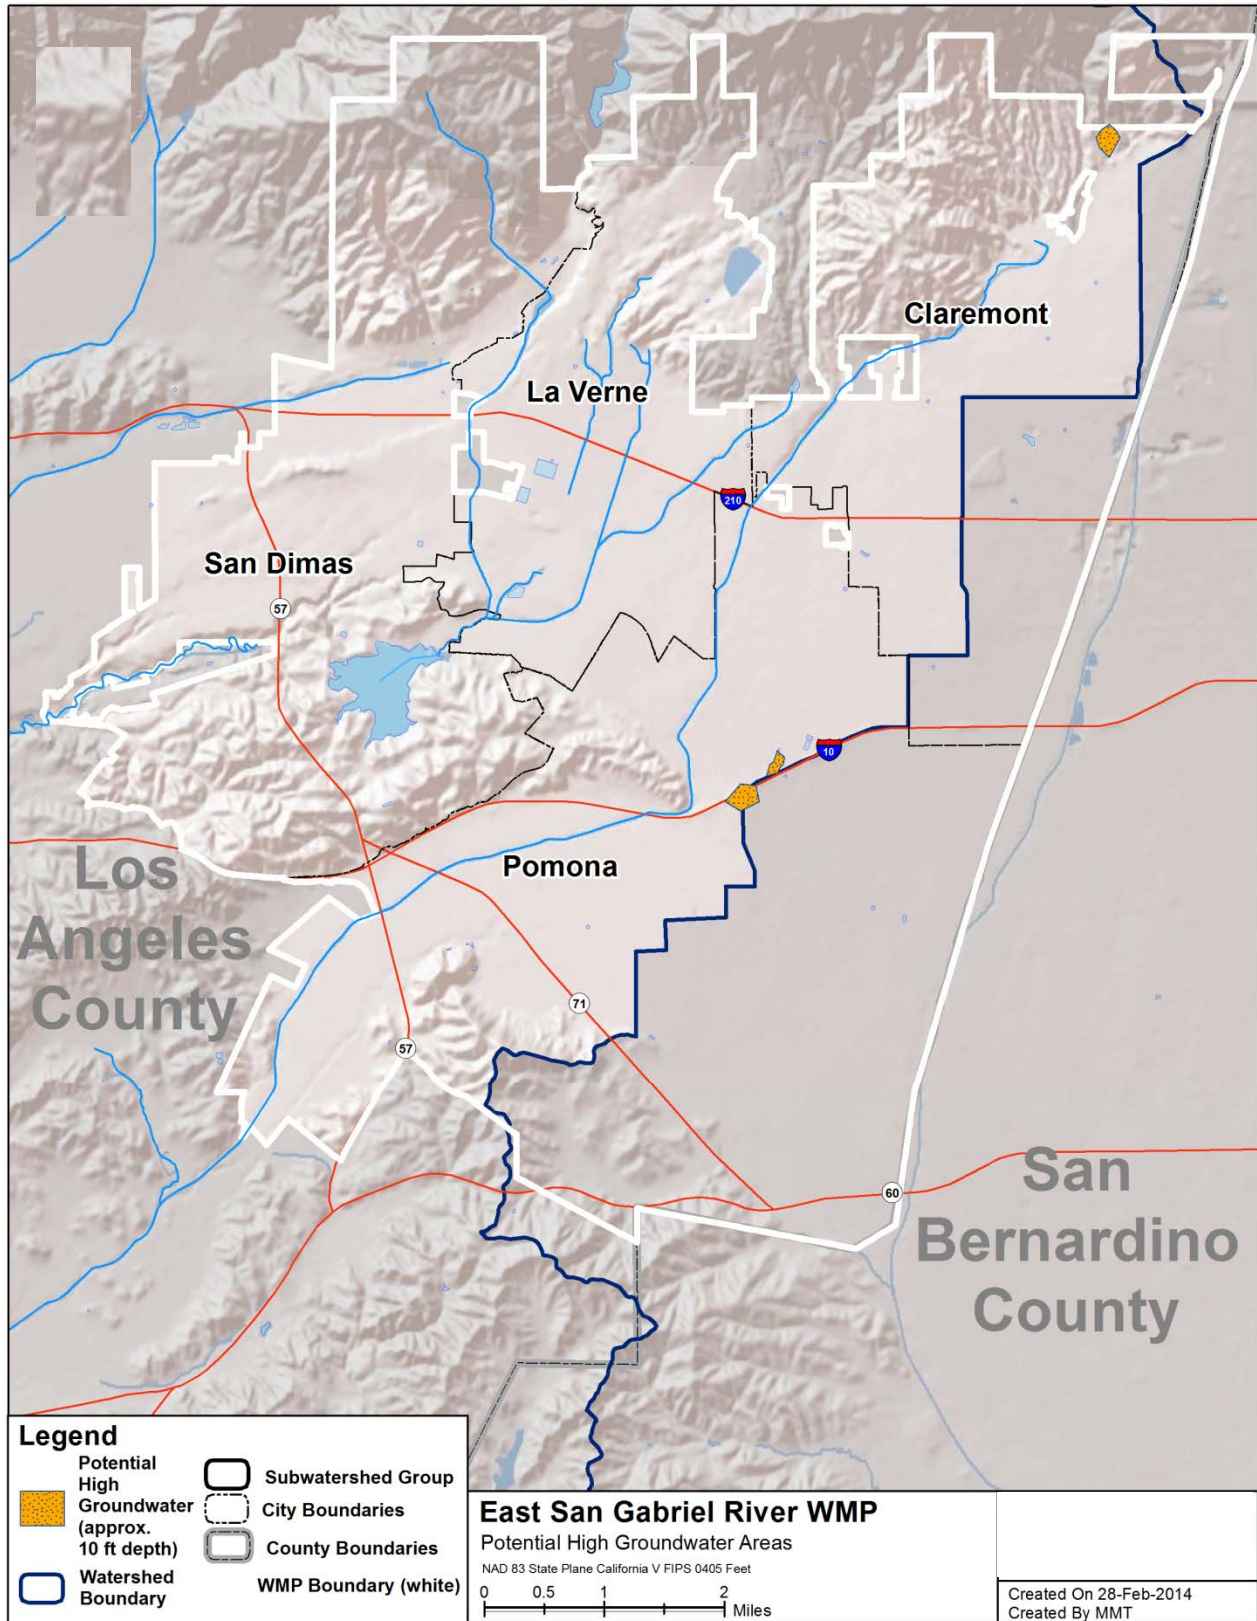 Claremont
La Verne
210
San Dimas
57
10
Pomona
Los
Angeles
County
71
57
San
Bernardino
County
60
Legend
Potential
High
Groundwater
(approx.
10 ft depth)
Watershed
Boundary
Subwatershed Group
City Boundaries
County Boundaries
WMP Boundary (white)
East San Gabriel River WMP
Potential High Groundwater Areas
NAD 83 State Plane California V FIPS 0405 Feet
0 0.5 1 2
Miles
Created On 28-Feb-2014
Created By MMT